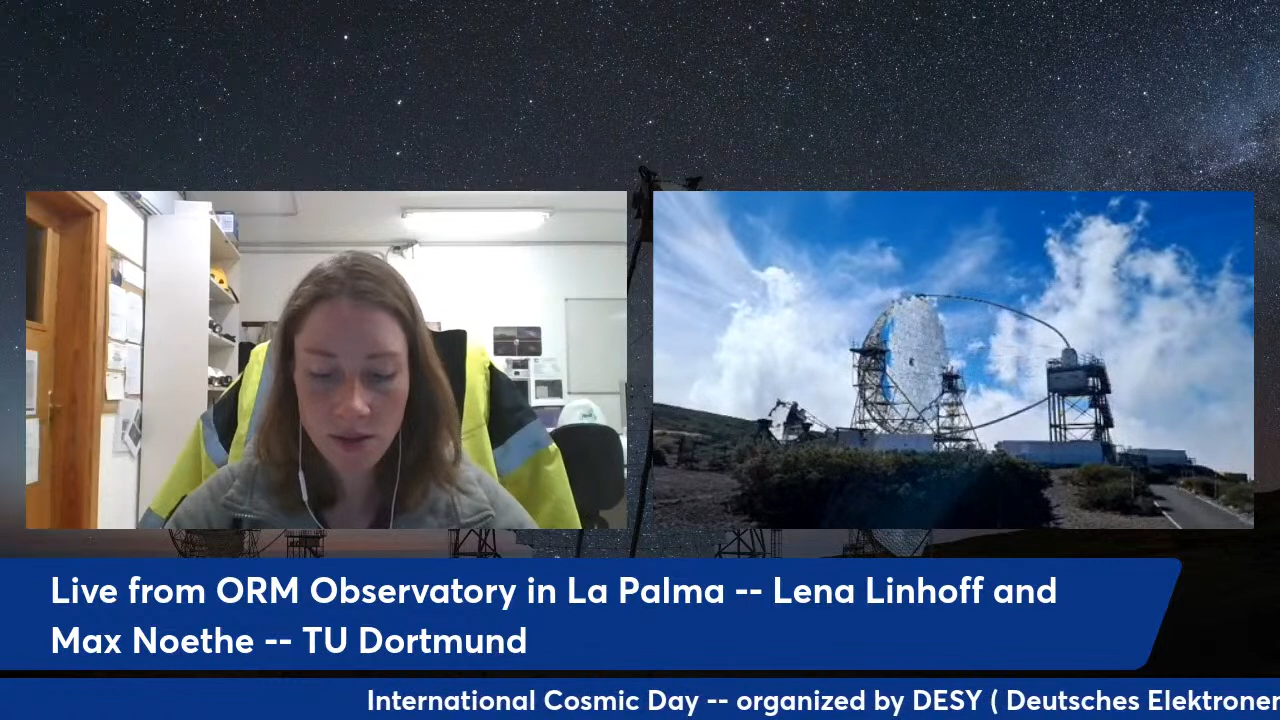 Live from ORM Observatory in La Palma -- Lena Linhoff and
Max Noethe -- TU Dortmund
International Cosmic Day -- organized by DESY ( Deutsches Elektroner